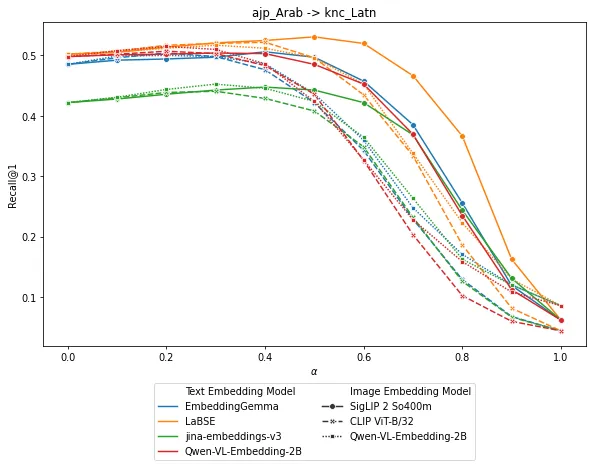 ajp_Arab -> knc_Latn
Recall@1
0.5
0.4
0.3
0.2
0.1
0.0
0.2
0.4
0.6
0.8
1.0
α
Text Embedding Model
EmbeddingGemma
LaBSE
jina-embeddings-v3
Qwen-VL-Embedding-2B
Image Embedding Model
SigLIP 2 So400m
CLIP ViT-B/32
Qwen-VL-Embedding-2B